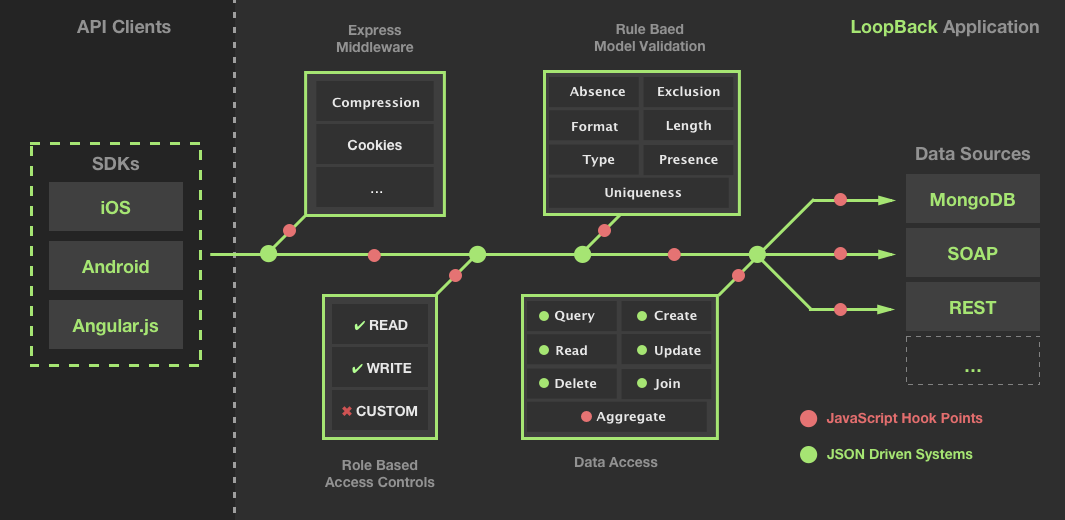 API Clients
SDKs
iOS
Android
Angular.js
LoopBack Application
Express
Middleware
Compression
Cookies
...
Rule Baed
Model Validation
Absence
Exclusion
Format
Length
Type
Presence
Uniqueness
✔ READ
✔ WRITE
✖ CUSTOM
Role Based
Access Controls
Query
Create
Read
Update
Delete
Join
Aggregate
Data Access
Data Sources
MongoDB
SOAP
REST
...
JavaScript Hook Points
JSON Driven Systems